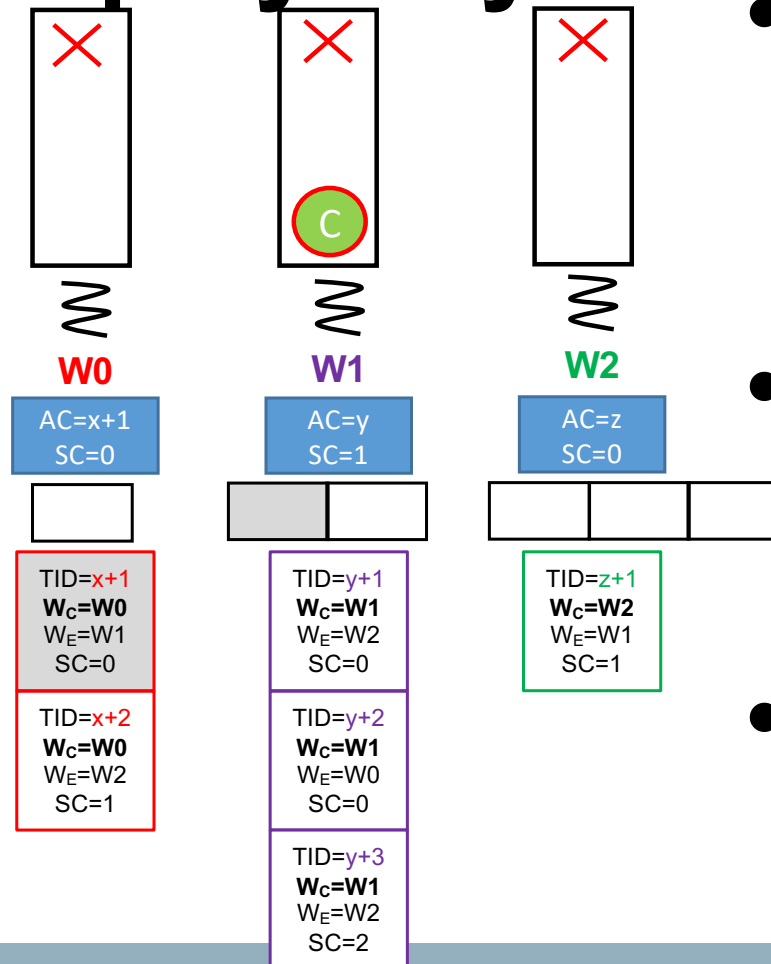 C
W0
W1
W2
AC=x+1
SC=0
AC=y
SC=1
AC=z
SC=0
TID=x+1
WC=W0
WE=W1
SC=0
TID=x+2
WC=W0
WE=W2
SC=1
TID=y+1
WC=W1
WE=W2
SC=0
TID=y+2
WC=W1
WE=W0
SC=0
TID=y+3
WC=W1
WE=W2
SC=2
TID=z+1
WC=W2
WE=W1
SC=1